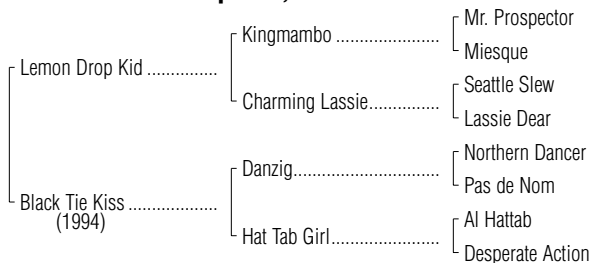 Mr. Prospector
Kingmambo ..................
Miesque
Lemon Drop Kid ...............
Seattle Slew
Charming Lassie...............
Lassie Dear
Northern Dancer
Danzig.............................
Pas de Nom
Black Tie Kiss ...................
(1994)
Al Hattab
Hat Tab Girl.......................
Desperate Action